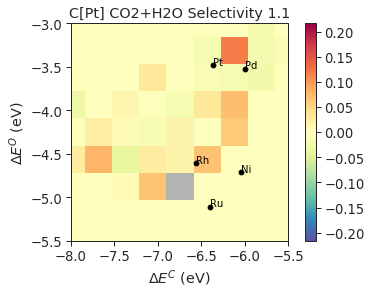 C[Pt] CO2+H2O Selectivity 1.1
−3.0
−3.5
−4.0
−4.5
−5.0
−5.5
ΔE^O (eV)
Pt
Pd
Rh
Ni
Ru
−8.0 −7.5 −7.0 −6.5 −6.0 −5.5
ΔE^C (eV)
0.20
0.15
0.10
0.05
0.00
−0.05
−0.10
−0.15
−0.20